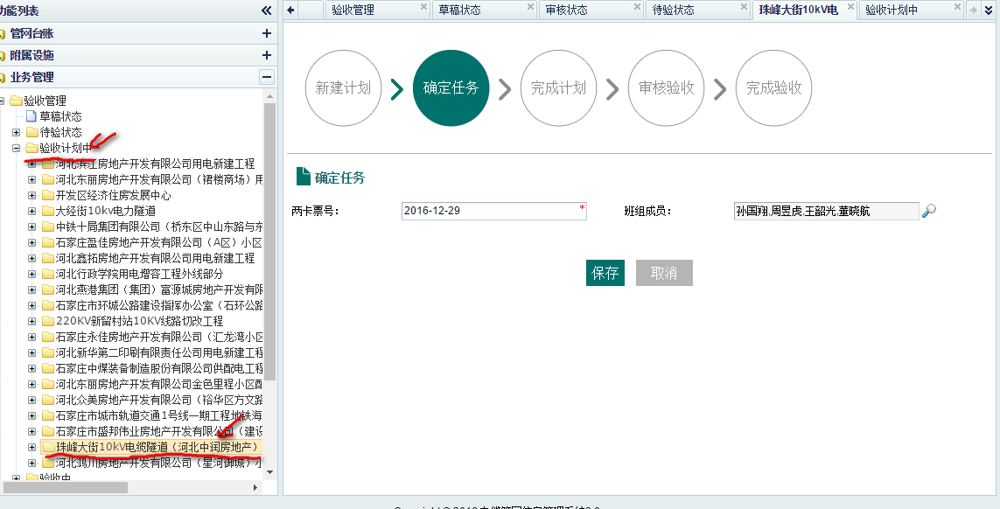 功能列表
管网台账
附属设施
业务管理
验收管理
草稿状态
待验状态
验收计划中
河北滨江房地产开发有限公司用电新建工程
河北东丽房地产开发有限公司（裙楼商场）用
开发区经济住房发展中心
大经街10kv电力隧道
中铁十局集团有限公司（桥东区中山东路与东
石家庄盈佳房地产开发有限公司（A区）小区
河北鑫拓房地产开发有限公司用电新建工程
河北行政学院用电增容工程外线部分
河北燕港集团（集团）富源城房地产开发有限
石家庄市环城公路建设指挥办公室（石环公路
220KV新留村站10KV线路切改工程
石家庄永佳房地产开发有限公司（汇龙湾小区
河北新华第二印刷有限责任公司用电新建工程
石家庄中煤装备制造股份有限公司供配电工程
河北东丽房地产开发有限公司金色里程小区配
河北众美房地产开发有限公司（裕华区方文路
石家庄市城市轨道交通1号线一期工程地铁海
石家庄市盛邦伟业房地产开发有限公司（建设
珠峰大街10kV电缆隧道（河北中润房地产）
河北鸿川房地产开发有限公司（星河御城）小
验收中
验收管理
草稿状态
审核状态
待验状态
珠峰大街10kV电
验收计划中
新建计划
确定任务
完成计划
审核验收
完成验收
确定任务
两卡票号：
2016-12-29
*
班组成员：
孙国翔,周昱虎,王韶光,董晓航
保存
取消